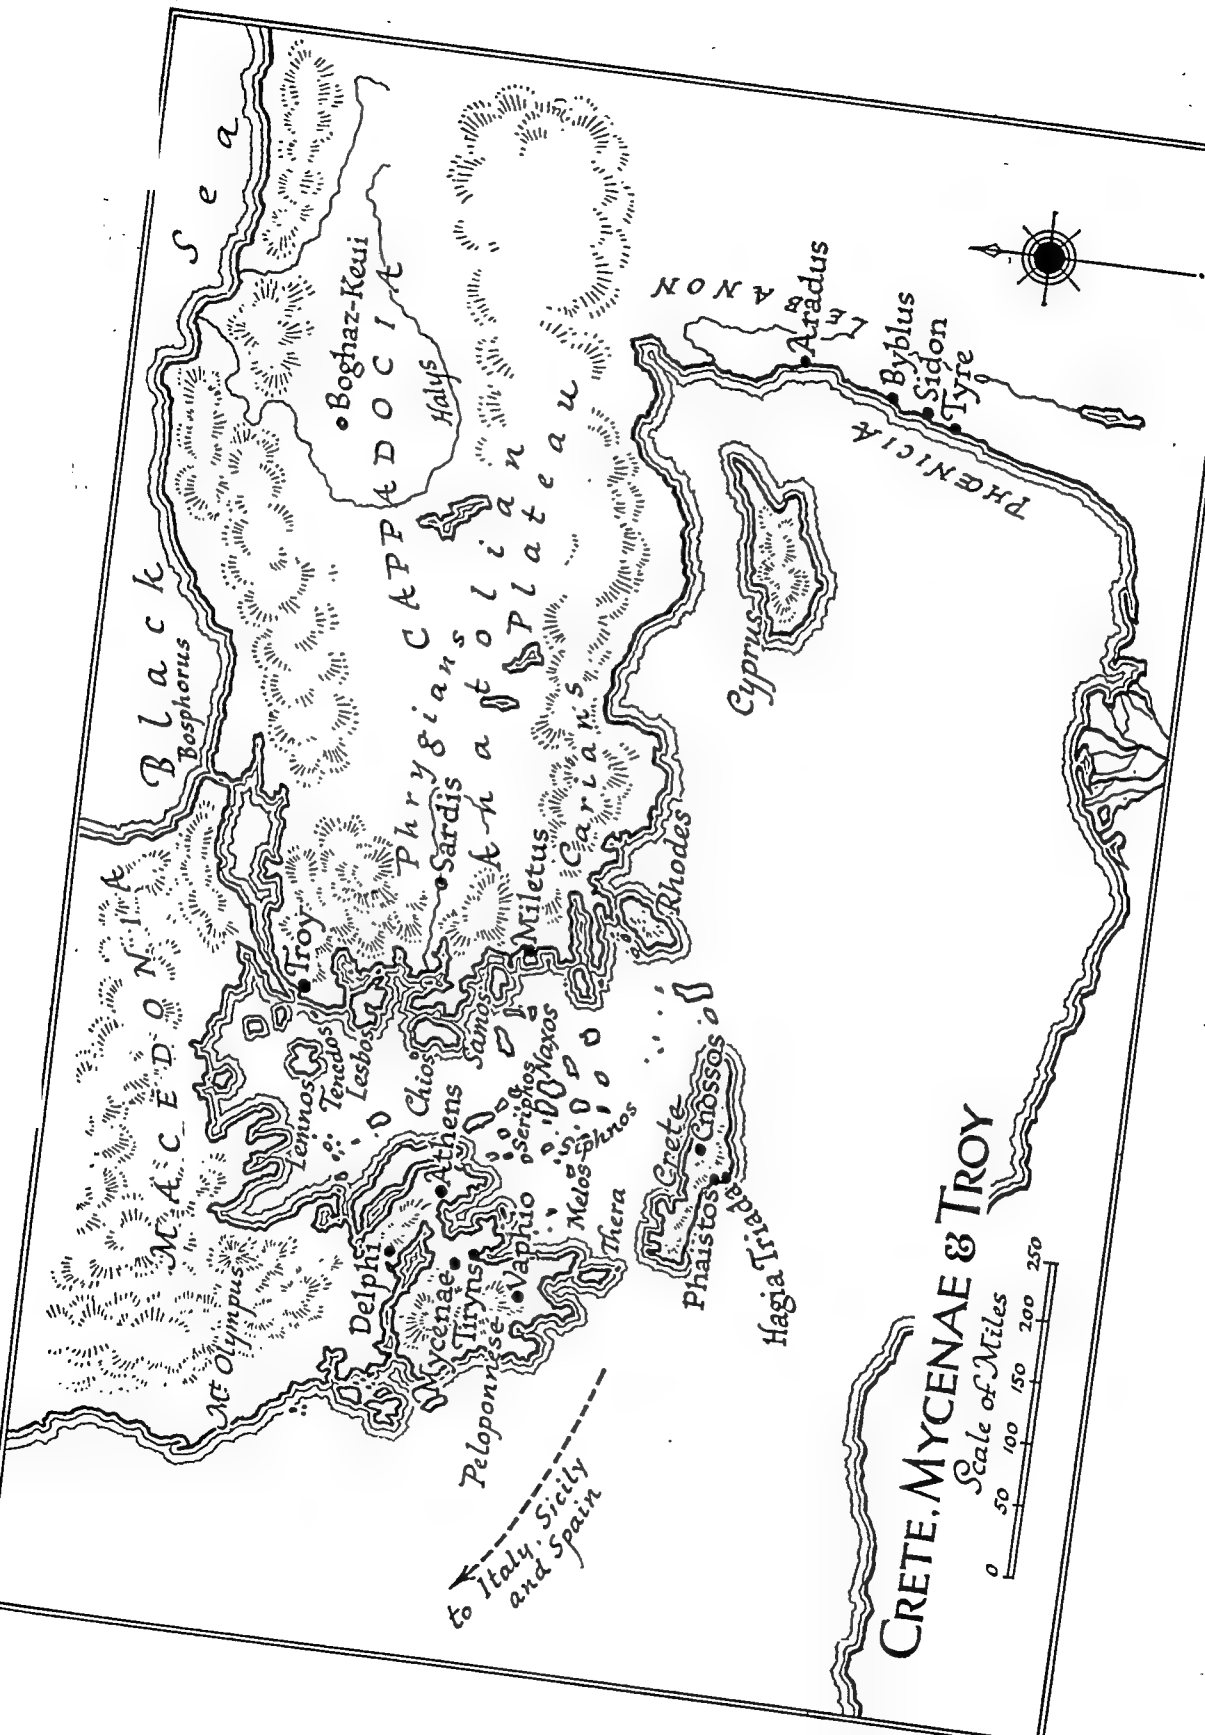 Black Sea
Bosphorus
MACEDONIA
Mt Olympus
Troy
Lemnos
Tenedos
Lesbos
Phrygians
CAPPADOCIA
Boghaz-Keui
Halys
Sardis
Anatolian
Plateau
Chios
Samos
Miletus
Carians
Delphi
Athens
Mycenae
Tiryns
Vaphio
Peloponnese
Seriphos
Naxos
Melos
Siphnos
Thera
Rhodes
Crete
Cnossos
Phaistos
Hagia Triada
Cyprus
LEBANON
Aradus
Byblus
Sidon
Tyre
PHŒNICIA
to Italy, Sicily
and Spain
CRETE, MYCENAE & TROY
Scale of Miles
0 50 100 150 200 250